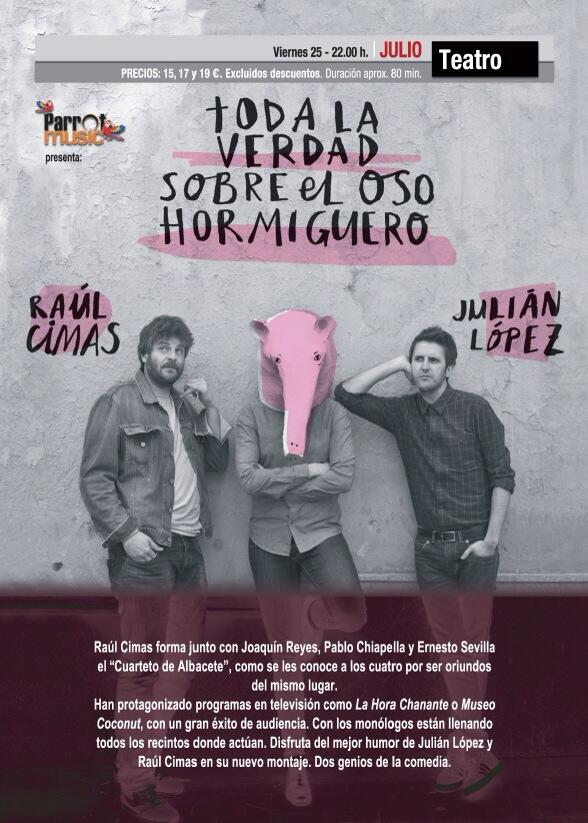 Viernes 25 - 22.00 h. JULIO Teatro
PRECIOS: 15, 17 y 19 €. Excluidos descuentos. Duración aprox. 80 min.
Parrot
music
presenta:
TODA LA
VERDAD
SOBRE eL OSO
HORMIGUERO
RAÚL
CIMAS
JULIÁN
LÓPEZ
Raúl Cimas forma junto con Joaquín Reyes, Pablo Chiapella y Ernesto Sevilla
el “Cuarteto de Albacete”, como se les conoce a los cuatro por ser oriundos
del mismo lugar.
Han protagonizado programas en televisión como La Hora Chanante o Museo
Coconut, con un gran éxito de audiencia. Con los monólogos están llenando
todos los recintos donde actúan. Disfruta del mejor humor de Julián López y
Raúl Cimas en su nuevo montaje. Dos genios de la comedia.